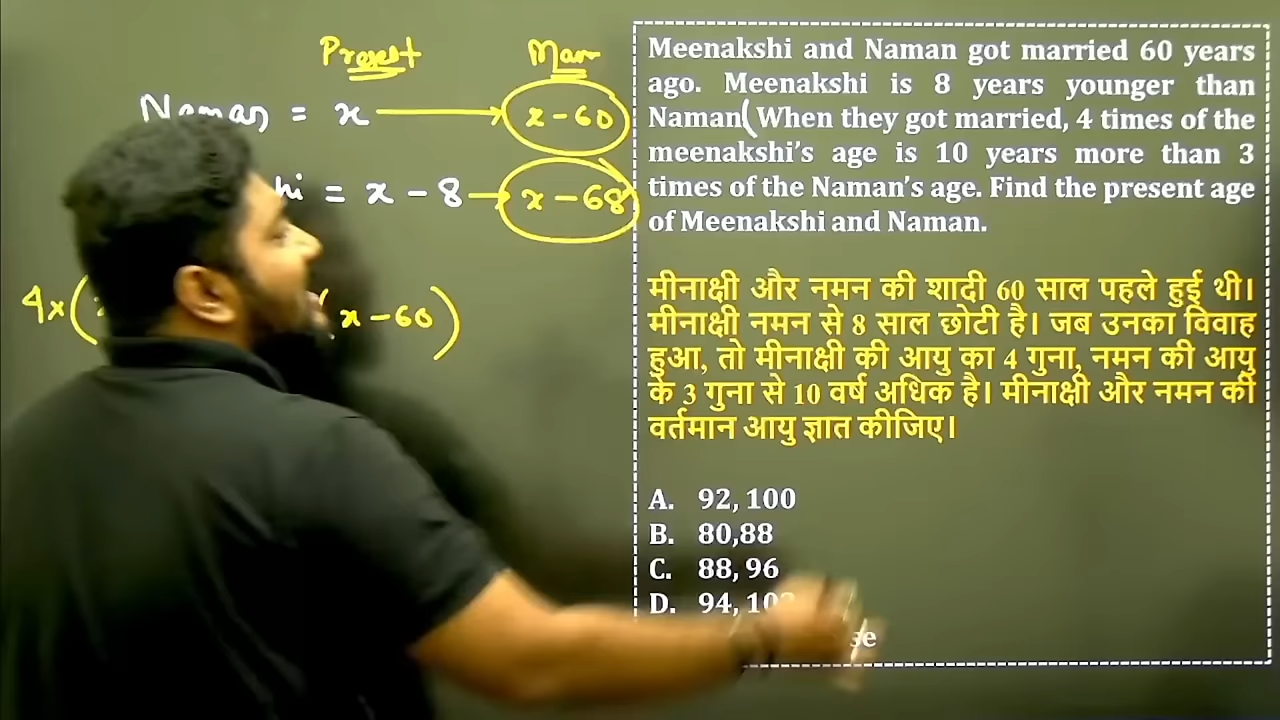 Present Marr
Naman = x x-60
hi = x-8 x-68
4x( (x-60)
Meenakshi and Naman got married 60 years
ago. Meenakshi is 8 years younger than
Naman(When they got married, 4 times of the
meenakshi's age is 10 years more than 3
times of the Naman's age. Find the present age
of Meenakshi and Naman.
मीनाक्षी और नमन की शादी 60 साल पहले हुई थी।
मीनाक्षी नमन से 8 साल छोटी है। जब उनका विवाह
हुआ, तो मीनाक्षी की आयु का 4 गुना, नमन की आयु
के 3 गुना से 10 वर्ष अधिक है। मीनाक्षी और नमन की
वर्तमान आयु ज्ञात कीजिए।
A. 92, 100
B. 80,88
C. 88, 96
D. 94,